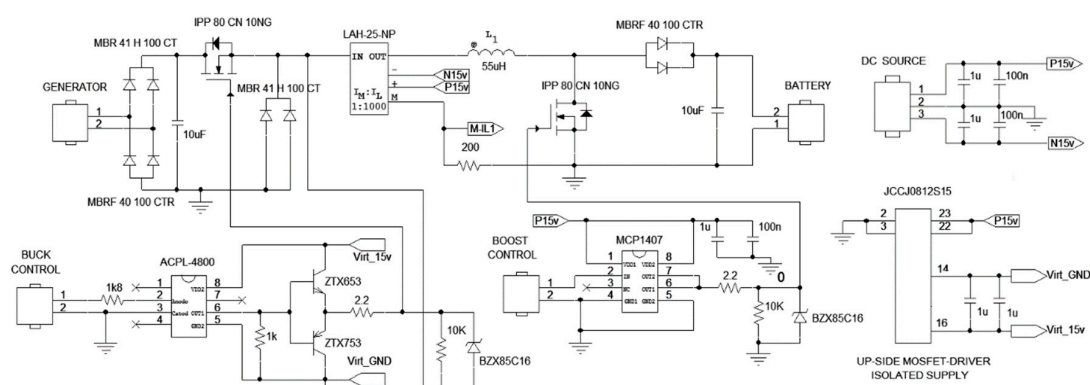 IPP 80 CN 10NG
LAH-25-NP
L1
MBRF 40 100 CTR
MBR 41 H 100 CT
IN OUT
55uH
DC SOURCE
P15v
GENERATOR
N15v
1u
100n
1
2
MBR 41 H 100 CT
P15v
IPP 80 CN 10NG
BATTERY
1
2
3
IM:IL
M
1:1000
10uF
M-IL1
10uF
2
1
1u
100n
200
N15v
MBRF 40 100 CTR
JCCJ0812S15
P15v
2
3
23
22
P15v
BUCK
CONTROL
ACPL-4800
Virt_15v
BOOST
CONTROL
MCP1407
1u
100n
ZTX653
1k8
1
2
3
4
VDD2
Anodo
Catod
OUT1
GND2
8
7
6
5
1
2
2.2
1
2
3
4
VDD1
VDD2
IN
OUT2
NC
OUT1
GND1
GND2
8
7
6
5
1
2
2.2
0
14
Virt_GND
1k
10K
10K
1u
1u
ZTX753
BZX85C16
BZX85C16
16
Virt_15v
Virt_GND
UP-SIDE MOSFET-DRIVER
ISOLATED SUPPLY